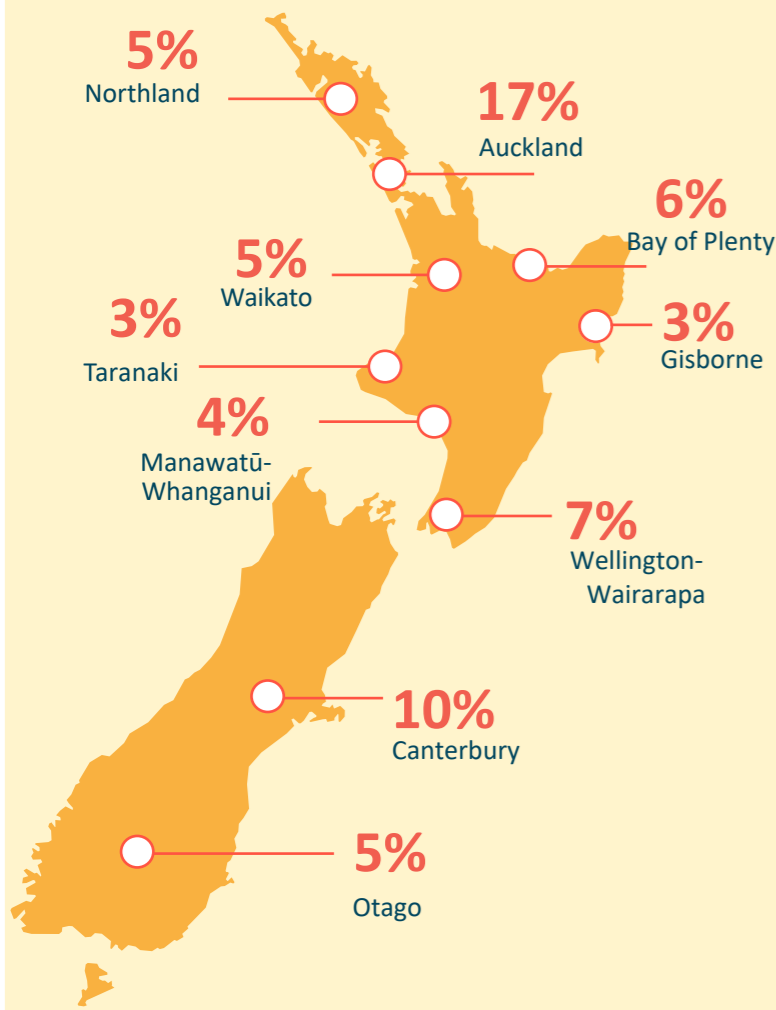 5%
Northland
17%
Auckland
6%
Bay of Plenty
5%
Waikato
3%
Gisborne
3%
Taranaki
4%
Manawatū-
Whanganui
7%
Wellington-
Wairarapa
10%
Canterbury
5%
Otago